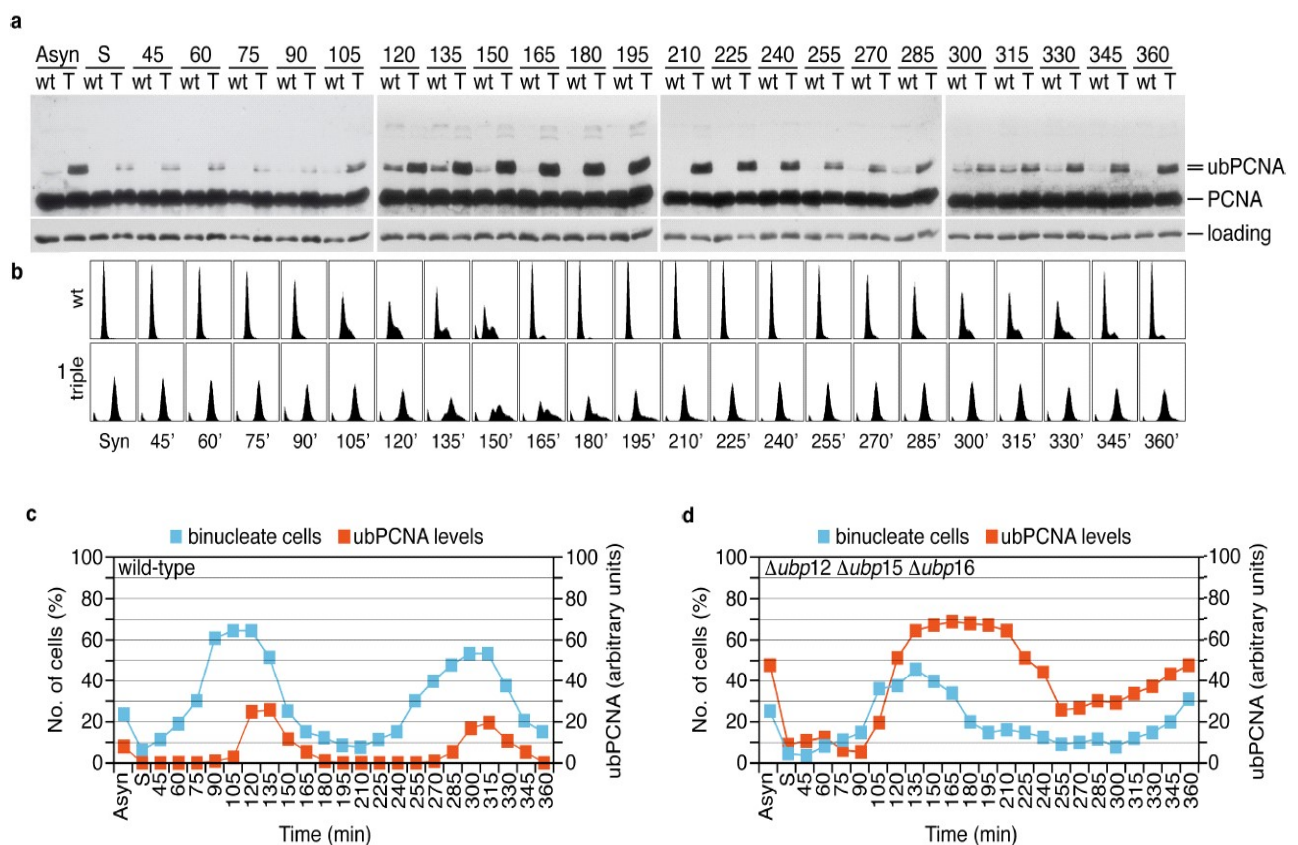 a
Asyn S 45 60 75 90 105 120 135 150 165 180 195 210 225 240 255 270 285 300 315 330 345 360
wt T wt T wt T wt T wt T wt T wt T wt T wt T wt T wt T wt T wt T wt T wt T wt T wt T wt T wt T wt T wt T wt T wt T wt T
ubPCNA
PCNA
loading
b
wt
1
triple
Syn 45’ 60’ 75’ 90’ 105’ 120’ 135’ 150’ 165’ 180’ 195’ 210’ 225’ 240’ 255’ 270’ 285’ 300’ 315’ 330’ 345’ 360’
c
binucleate cells ubPCNA levels
wild-type
No. of cells (%)
100
80
60
40
20
0
100
80
60
40
20
0
ubPCNA (arbitrary units)
Asyn S 45 60 75 90 105 120 135 150 165 180 195 210 225 240 255 270 285 300 315 330 345 360
Time (min)
d
binucleate cells ubPCNA levels
Δubp12 Δubp15 Δubp16
No. of cells (%)
100
80
60
40
20
0
100
80
60
40
20
0
ubPCNA (arbitrary units)
Asyn S 45 60 75 90 105 120 135 150 165 180 195 210 225 240 255 270 285 300 315 330 345 360
Time (min)